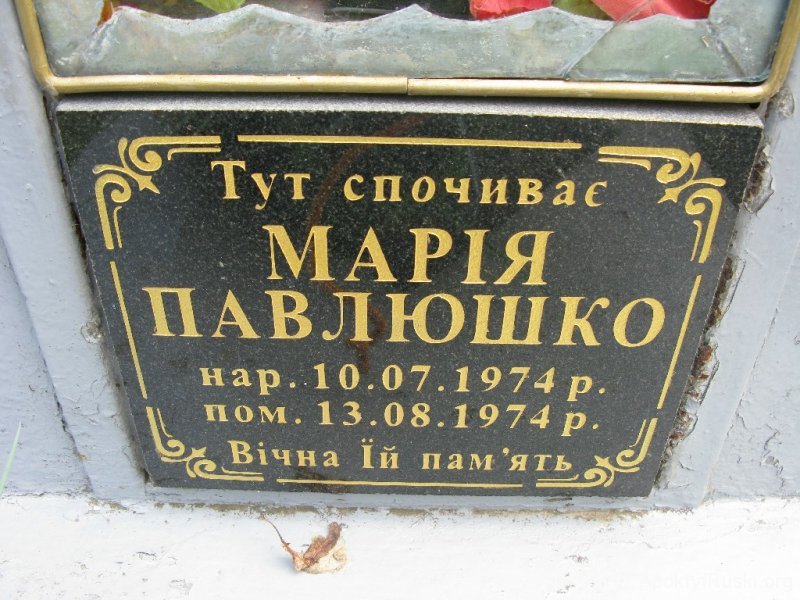 Тут спочиває
МАРІЯ
ПАВЛЮШКО
нар. 10.07.1974 р.
пом. 13.08.1974 р.
Вічна Їй пам'ять